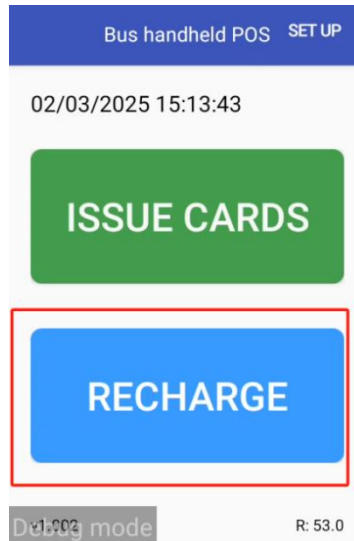 Bus handheld POS SET UP
02/03/2025 15:13:43
ISSUE CARDS
RECHARGE
Debug mode
v1.002 R: 53.0